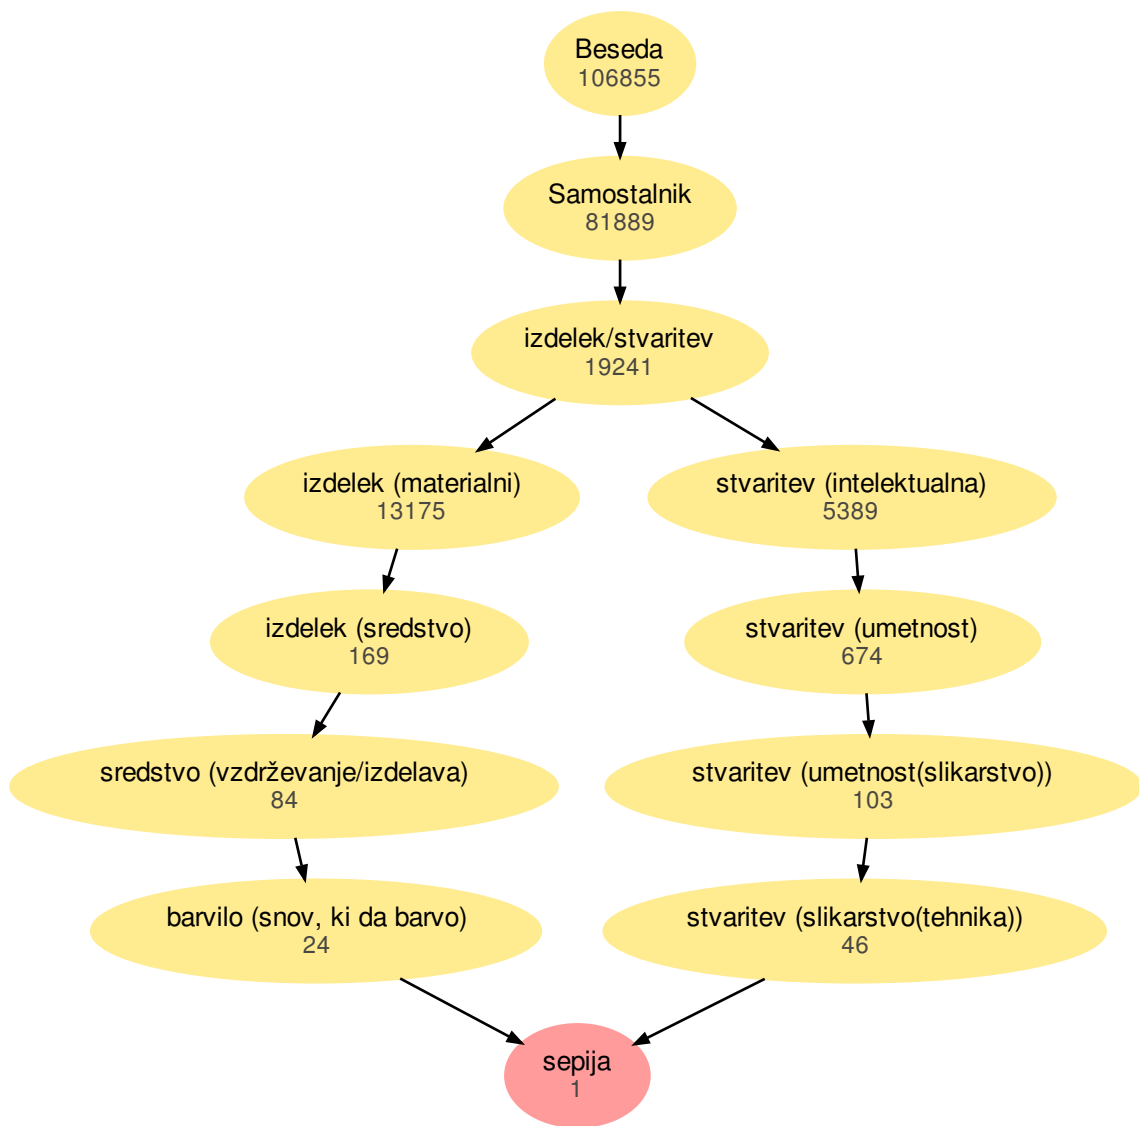 Beseda
106855
Samostalnik
81889
izdelek/stvaritev
19241
izdelek (materialni)
13175
stvaritev (intelektualna)
5389
izdelek (sredstvo)
169
stvaritev (umetnost)
674
sredstvo (vzdrževanje/izdelava)
84
stvaritev (umetnost(slikarstvo))
103
barvilo (snov, ki da barvo)
24
stvaritev (slikarstvo(tehnika))
46
sepija
1